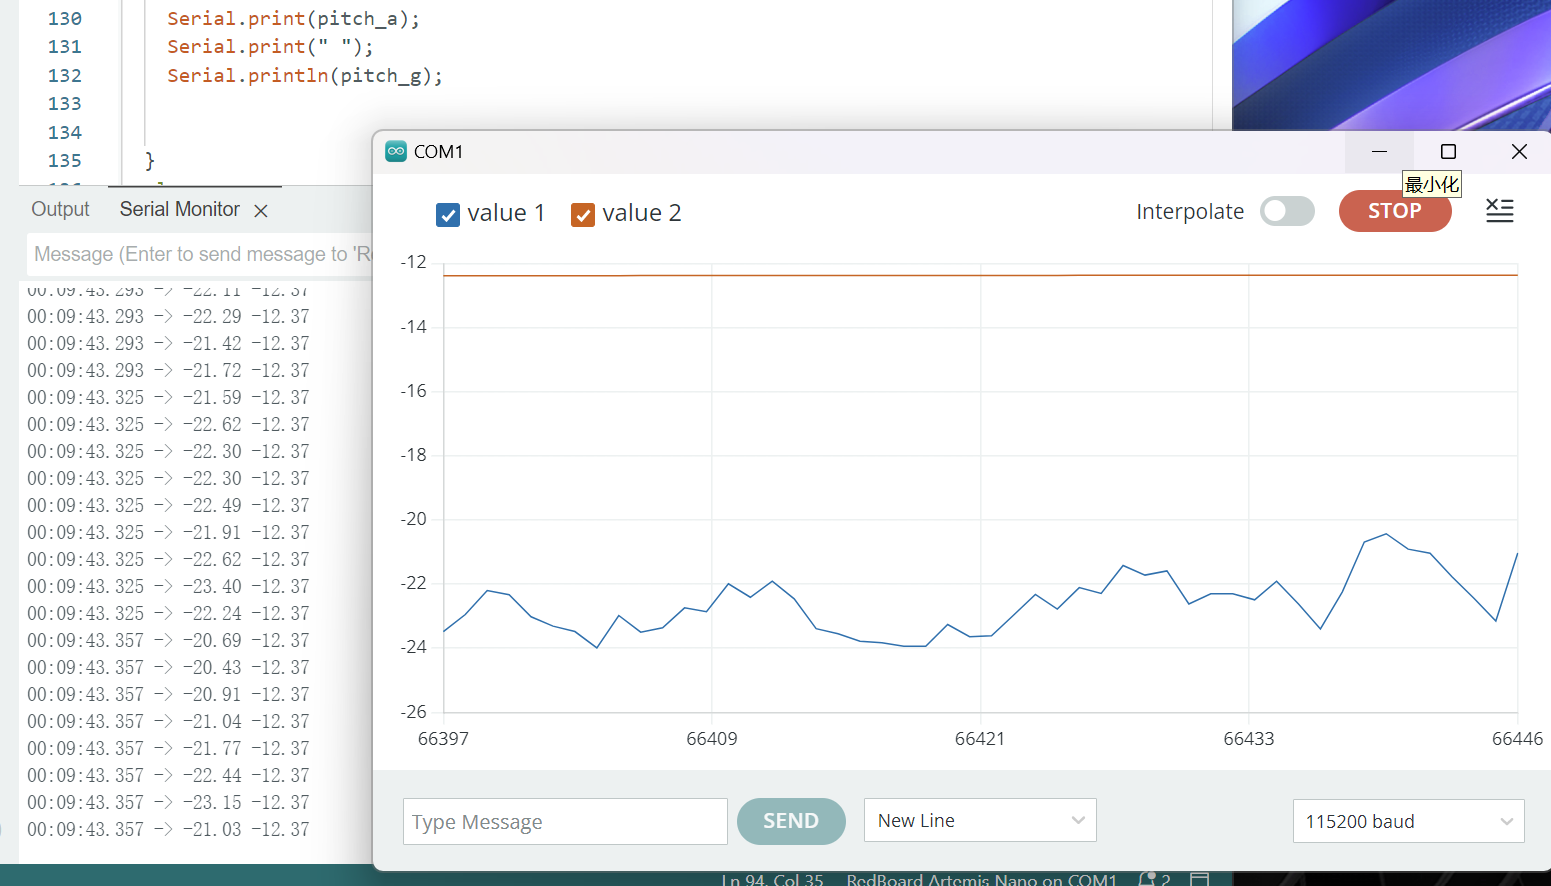 130 Serial.print(pitch_a);
131 Serial.print(" ");
132 Serial.println(pitch_g);
133
134
135 }
Output Serial Monitor
Message (Enter to send message to 'R
00:09:43.293 -> -22.11 -12.37
00:09:43.293 -> -22.29 -12.37
00:09:43.293 -> -21.42 -12.37
00:09:43.293 -> -21.72 -12.37
00:09:43.325 -> -21.59 -12.37
00:09:43.325 -> -22.62 -12.37
00:09:43.325 -> -22.30 -12.37
00:09:43.325 -> -22.30 -12.37
00:09:43.325 -> -22.49 -12.37
00:09:43.325 -> -21.91 -12.37
00:09:43.325 -> -22.62 -12.37
00:09:43.325 -> -23.40 -12.37
00:09:43.325 -> -22.24 -12.37
00:09:43.357 -> -20.69 -12.37
00:09:43.357 -> -20.43 -12.37
00:09:43.357 -> -20.91 -12.37
00:09:43.357 -> -21.04 -12.37
00:09:43.357 -> -21.77 -12.37
00:09:43.357 -> -22.44 -12.37
00:09:43.357 -> -23.15 -12.37
00:09:43.357 -> -21.03 -12.37
COM1
最小化
value 1 value 2
Interpolate STOP
-12
-14
-16
-18
-20
-22
-24
-26
66397 66409 66421 66433 66446
Type Message SEND New Line 115200 baud
Ln 94, Col 35 RedBoard Artemis Nano on COM1 2